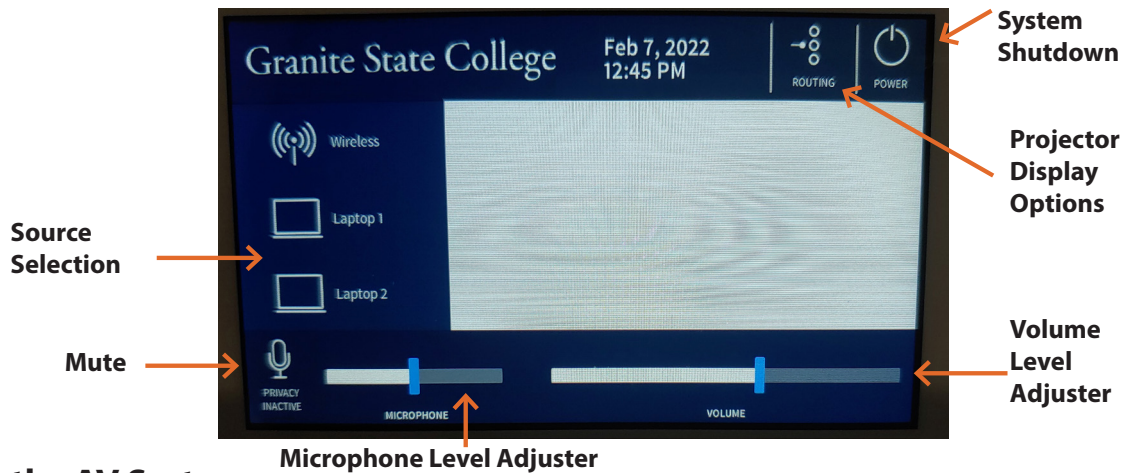 System
Shutdown
Granite State College
Feb 7, 2022
12:45 PM
ROUTING
POWER
Projector
Display
Options
Wireless
Laptop 1
Source
Selection
Laptop 2
Mute
PRIVACY
INACTIVE
MICROPHONE
VOLUME
Volume
Level
Adjuster
Microphone Level Adjuster